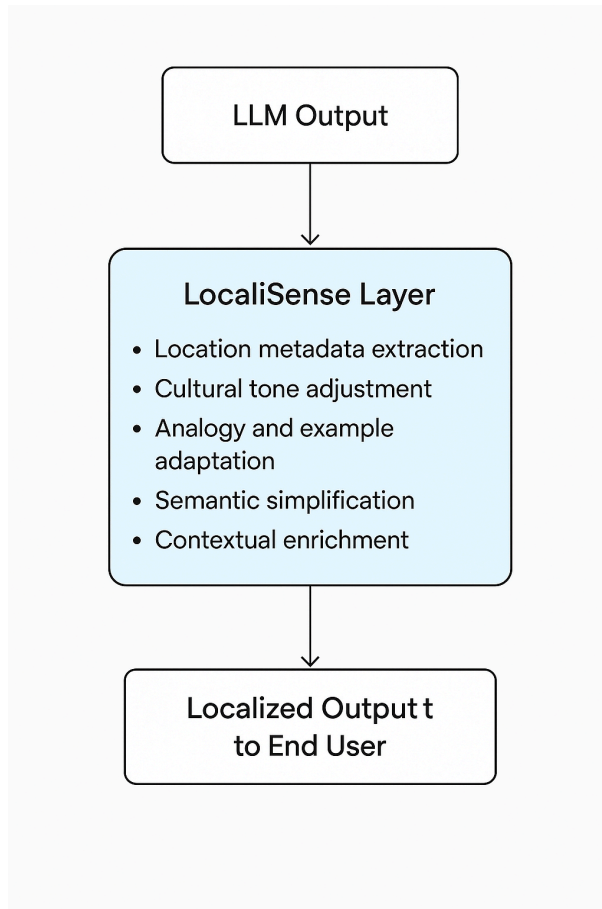 LLM Output
LocaliSense Layer
• Location metadata extraction
• Cultural tone adjustment
• Analogy and example
adaptation
• Semantic simplification
• Contextual enrichment
Localized Output t
to End User